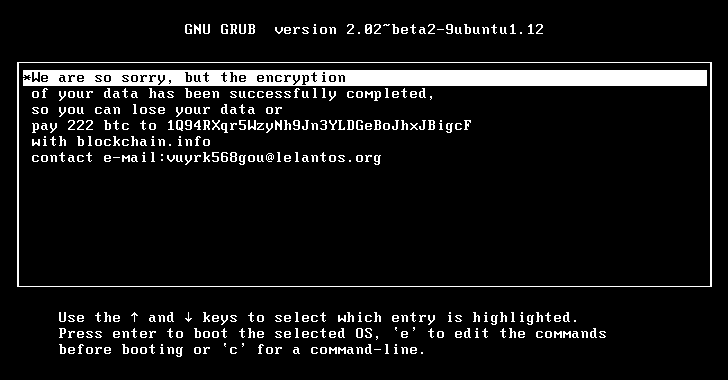 GNU GRUB  version 2.02~beta2-9ubuntu1.12
*We are so sorry, but the encryption
of your data has been successfully completed,
so you can lose your data or
pay 222 btc to 1Q94RXqr5WzyNh9Jn3YLDGeBoJhxJBigcF
with blockchain.info
contact e-mail:vuyrk568gou@lelantos.org
Use the ↑ and ↓ keys to select which entry is highlighted.
Press enter to boot the selected OS, `e' to edit the commands
before booting or `c' for a command-line.